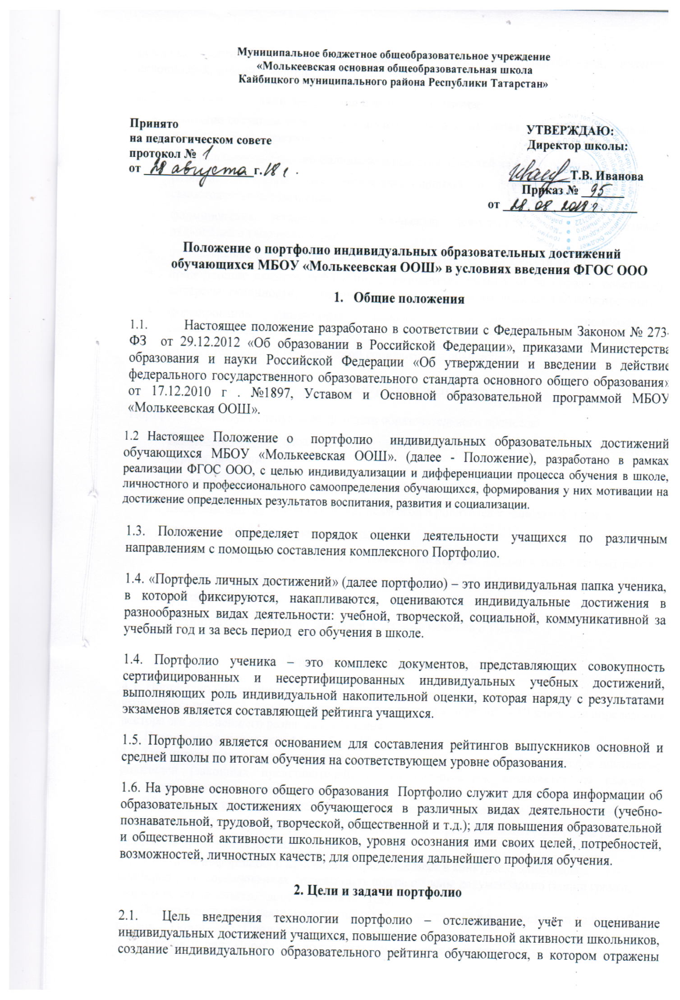 Муниципальное бюджетное общеобразовательное учреждение
«Молькеевская основная общеобразовательная школа
Кайбицкого муниципального района Республики Татарстан»
Принято
на педагогическом совете
протокол № 1
от 28 августа г. 18 г.
УТВЕРЖДАЮ:
Директор школы:
Т.В. Иванова
Приказ № 95
от 28.08.2018 г.
Положение о портфолио индивидуальных образовательных достижений
обучающихся МБОУ «Молькеевская ООШ» в условиях введения ФГОС ООО
1. Общие положения
1.1. Настоящее положение разработано в соответствии с Федеральным Законом № 273-
ФЗ от 29.12.2012 «Об образовании в Российской Федерации», приказами Министерства
образования и науки Российской Федерации «Об утверждении и введении в действие
федерального государственного образовательного стандарта основного общего образования»
от 17.12.2010 г . №1897, Уставом и Основной образовательной программой МБОУ
«Молькеевская ООШ».
1.2 Настоящее Положение о портфолио индивидуальных образовательных достижений
обучающихся МБОУ «Молькеевская ООШ». (далее - Положение), разработано в рамках
реализации ФГОС ООО, с целью индивидуализации и дифференциации процесса обучения в школе,
личностного и профессионального самоопределения обучающихся, формирования у них мотивации на
достижение определенных результатов воспитания, развития и социализации.
1.3. Положение определяет порядок оценки деятельности учащихся по различным
направлениям с помощью составления комплексного Портфолио.
1.4. «Портфель личных достижений» (далее портфолио) – это индивидуальная папка ученика,
в которой фиксируются, накапливаются, оцениваются индивидуальные достижения в
разнообразных видах деятельности: учебной, творческой, социальной, коммуникативной за
учебный год и за весь период его обучения в школе.
1.4. Портфолио ученика – это комплекс документов, представляющих совокупность
сертифицированных и несертифицированных индивидуальных учебных достижений,
выполняющих роль индивидуальной накопительной оценки, которая наряду с результатами
экзаменов является составляющей рейтинга учащихся.
1.5. Портфолио является основанием для составления рейтингов выпускников основной и
средней школы по итогам обучения на соответствующем уровне образования.
1.6. На уровне основного общего образования Портфолио служит для сбора информации об
образовательных достижениях обучающегося в различных видах деятельности (учебно-
познавательной, трудовой, творческой, общественной и т.д.); для повышения образовательной
и общественной активности школьников, уровня осознания ими своих целей, потребностей,
возможностей, личностных качеств; для определения дальнейшего профиля обучения.
2. Цели и задачи портфолио
2.1. Цель внедрения технологии портфолио – отслеживание, учёт и оценивание
индивидуальных достижений учащихся, повышение образовательной активности школьников,
создание индивидуального образовательного рейтинга обучающегося, в котором отражены